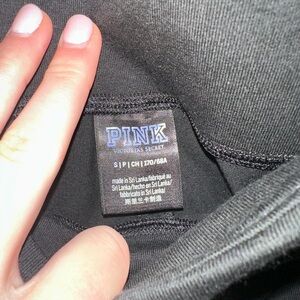 PINK
VICTORIA'S SECRET
S|P|CH|170/68A
made in Sri Lanka/fabriqué au
Sri Lanka/hecho en Sri Lanka/
fabbricato in Sri Lanka/
斯里兰卡制造